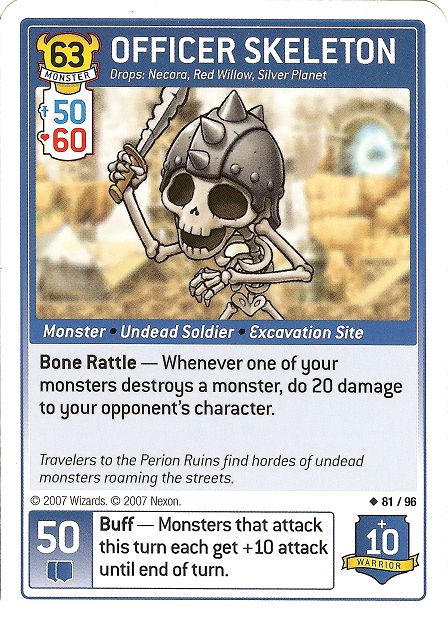 63 OFFICER SKELETON
MONSTER
Drops: Necora, Red Willow, Silver Planet
50
60
Monster • Undead Soldier • Excavation Site
Bone Rattle — Whenever one of your
monsters destroys a monster, do 20 damage
to your opponent's character.
Travelers to the Perion Ruins find hordes of undead
monsters roaming the streets.
© 2007 Wizards. © 2007 Nexon. ◆ 81 / 96
50
Buff — Monsters that attack
this turn each get +10 attack
until end of turn.
+
10
WARRIOR